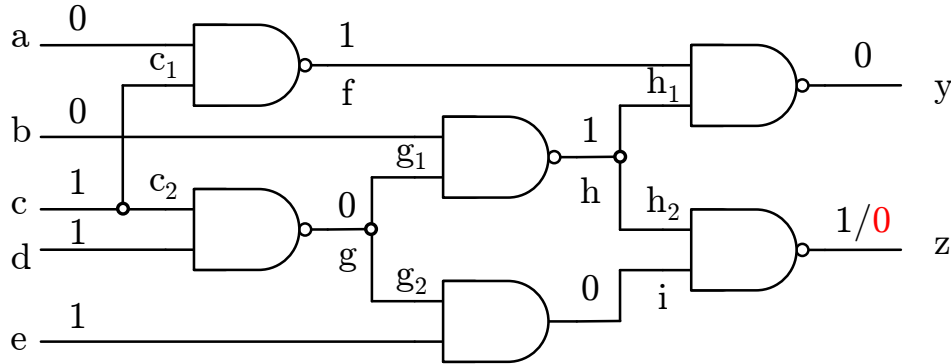 a 0 1 0
c₁ f h₁ y
b 0 g₁ 1
c 1 c₂ 0 h h₂ 1/0
d 1 g g₂ 0 i z
e 1